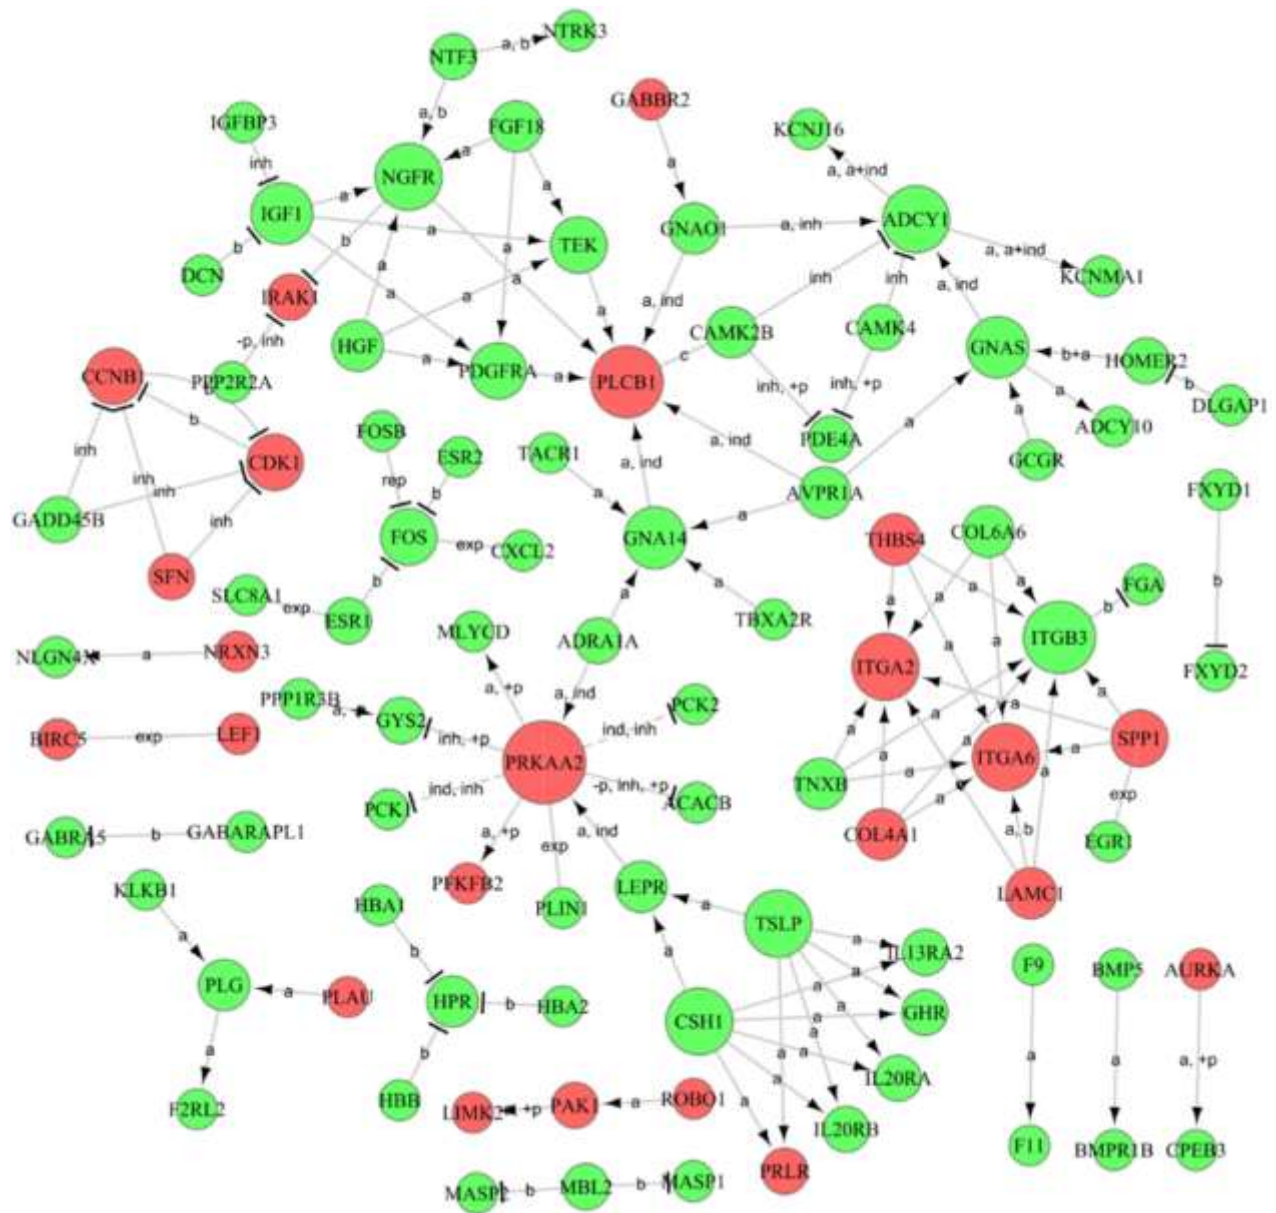 NTRK3
NTF3
a, b
GABBR2
a, b
IGFBP3
FGF18
KCNJ16
inh
NGFR
a
a
a, a+ind
IGF1
a
a
GNAO1
a, inh
ADCY1
a
TEK
a, a+ind
b
DCN
b
a
a
inh
inh
KCNMA1
IRAK1
a
a
a, ind
a, ind
-p, inh
a
a
CAMK2B
CAMK4
HGF
GNAS
b+a
HOMER2
CCNB1
PPP2R2A
a
PDGFRA
a
PLCB1
c
b
inh, +p
inh, +p
a
a
DLGAP1
b
FOSB
ADCY10
PDE4A
a, ind
a
TACR1
ESR2
GCGR
inh
CDK1
a, ind
rep
b
inh
AVPR1A
FXYD1
a
GADD45B
inh
inh
FOS
a
THBS4
COL6A6
exp
CXCL2
GNA14
SFN
b
a
FGA
SLC8A1
exp
a
a
a
b
b
ESR1
TBXA2R
a
ITGB3
MLYCD
ADRA1A
NLGN4X
a
NRXN3
ITGA2
FXYD2
a, +p
a, ind
PPP1R3B
PCK2
a
GYS2
ind, inh
a
a
BIRC5
exp
LEF1
inh, +p
SPP1
PRKAA2
ITGA6
a
ind, inh
-p, inh, +p
TNXB
a
PCK1
ACACB
a
exp
GABRA5
b
GABARAPL1
a, +p
exp
a, ind
COL4A1
a, b
EGR1
PFKFB2
LEPR
KLKB1
HBA1
PLIN1
a
TSLP
LAMC1
a
b
a
a
IL13RA2
F9
BMP5
AURKA
PLG
a
PLAU
HPR
b
HBA2
CSH1
a
GHR
b
a
a
a
a
a
a
a
a, +p
F2RL2
HBB
LIMK2
+p
PAK1
a
ROBO1
a
IL20RA
IL20RB
F11
BMPR1B
CPEB3
PRLR
MASP2
b
MBL2
b
MASP1